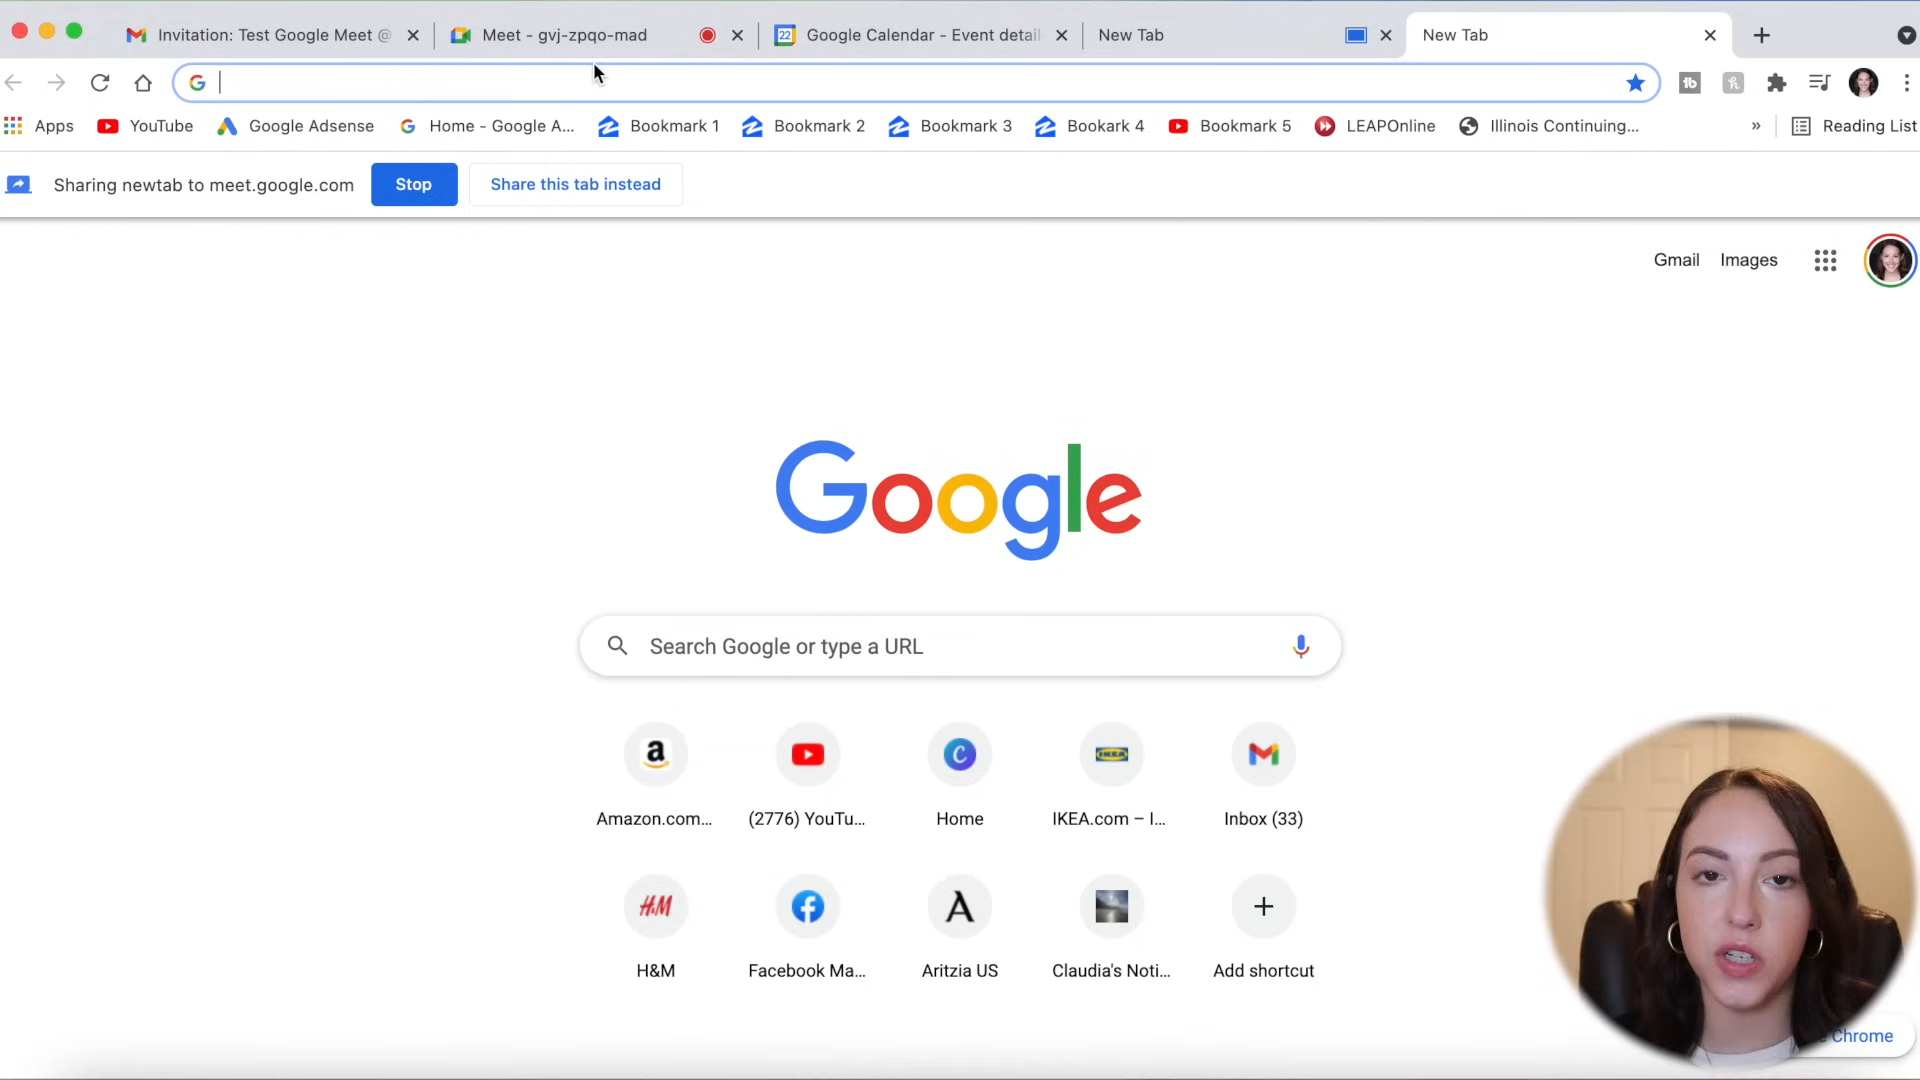 Invitation: Test Google Meet @
Meet - gvj-zpqo-mad
22
Google Calendar - Event detail
New Tab
New Tab
Apps
YouTube
Google Adsense
Home - Google A...
Bookmark 1
Bookmark 2
Bookmark 3
Bookark 4
Bookmark 5
LEAPOnline
Illinois Continuing...
»
Reading List
Sharing newtab to meet.google.com
Stop
Share this tab instead
Gmail
Images
Google
Search Google or type a URL
Amazon.com...
(2776) YouTu...
Home
IKEA.com – I...
Inbox (33)
H&M
H&M
Facebook Ma...
Aritzia US
Claudia's Noti...
Add shortcut
Chrome